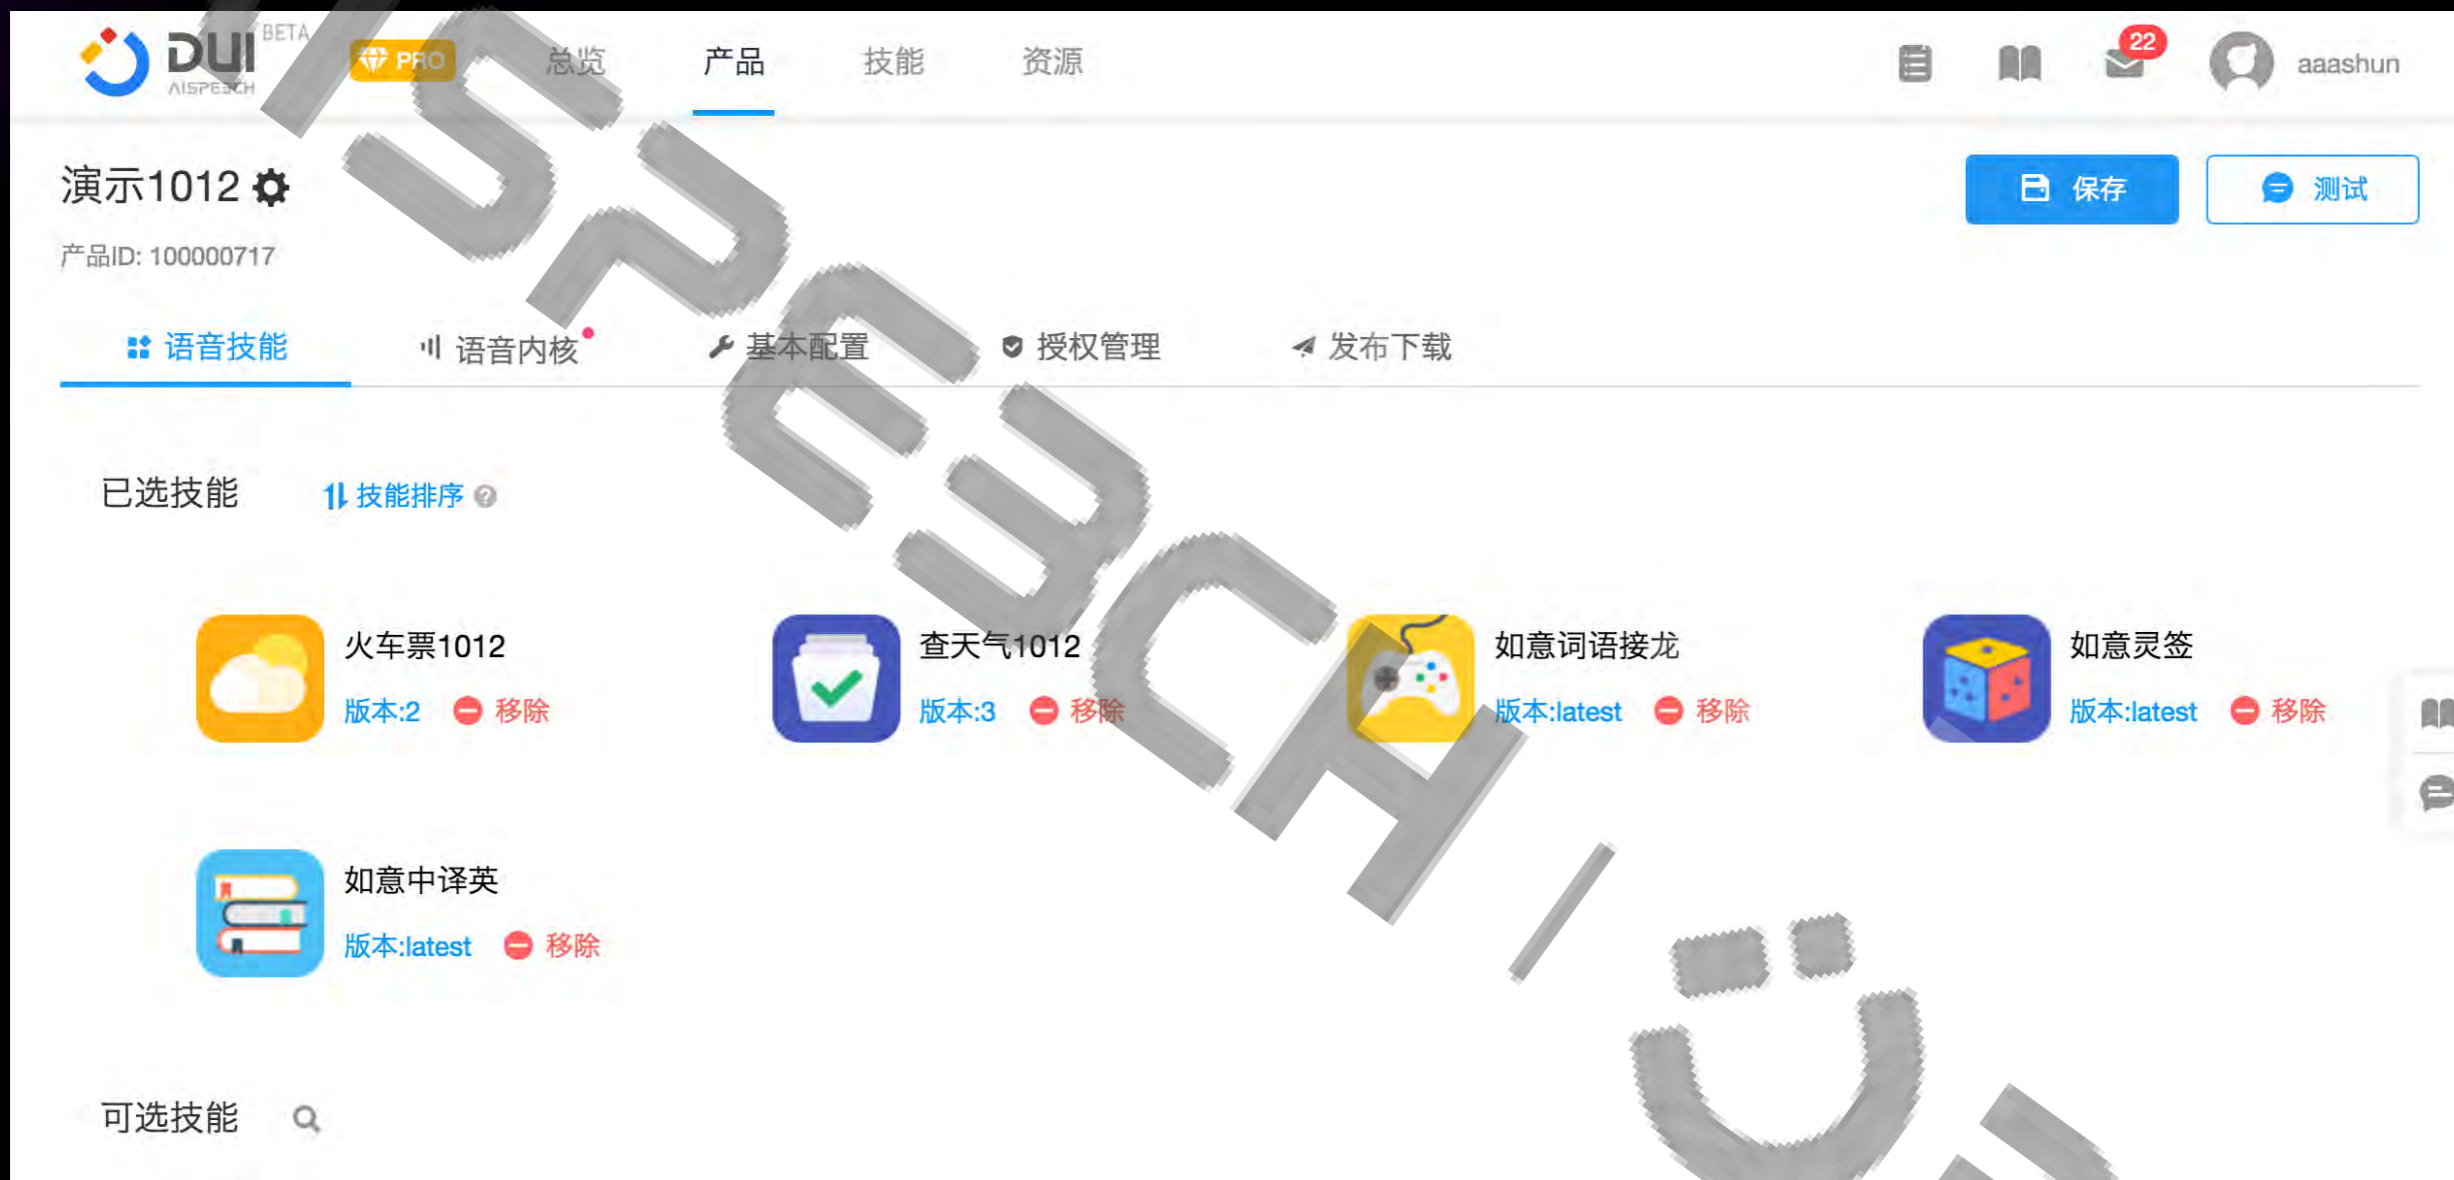 DUI BETA
AISPEECH
PRO
总览
产品
技能
资源
22
aaashun
演示1012
保存
测试
产品ID: 100000717
语音技能
语音内核
基本配置
授权管理
发布下载
已选技能
技能排序
火车票1012
版本:2 移除
查天气1012
版本:3 移除
如意词语接龙
版本:latest 移除
如意灵签
版本:latest 移除
如意中译英
版本:latest 移除
可选技能
ISPEECH